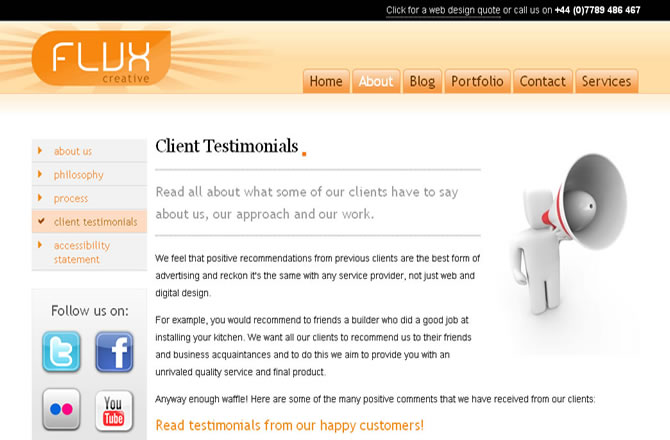 Click for a web design quote or call us on +44 (0)7789 486 467
FLUX
creative
Home About Blog Portfolio Contact Services
about us
philosophy
process
client testimonials
accessibility
statement
Follow us on:
You
Tube
Client Testimonials
Read all about what some of our clients have to say
about us, our approach and our work.
We feel that positive recommendations from previous clients are the best form of
advertising and reckon it's the same with any service provider, not just web and
digital design.
For example, you would recommend to friends a builder who did a good job at
installing your kitchen. We want all our clients to recommend us to their friends
and business acquaintances and to do this we aim to provide you with an
unrivaled quality service and final product.
Anyway enough waffle! Here are some of the many positive comments that we have received from our clients:
Read testimonials from our happy customers!